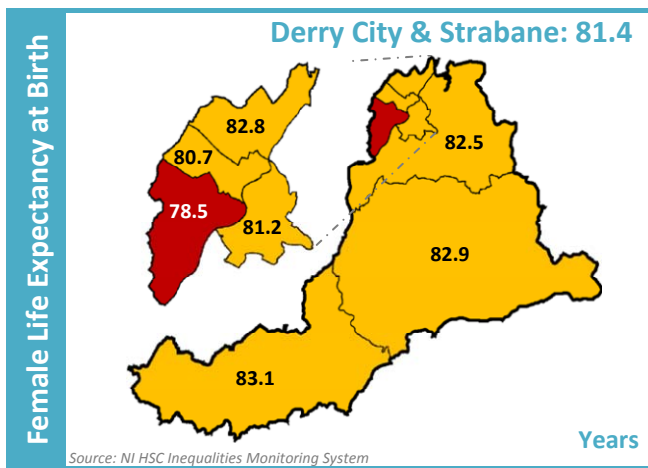 Female Life Expectancy at Birth
Derry City & Strabane: 81.4
82.8
80.7
82.5
78.5
81.2
82.9
83.1
Years
Source: NI HSC Inequalities Monitoring System